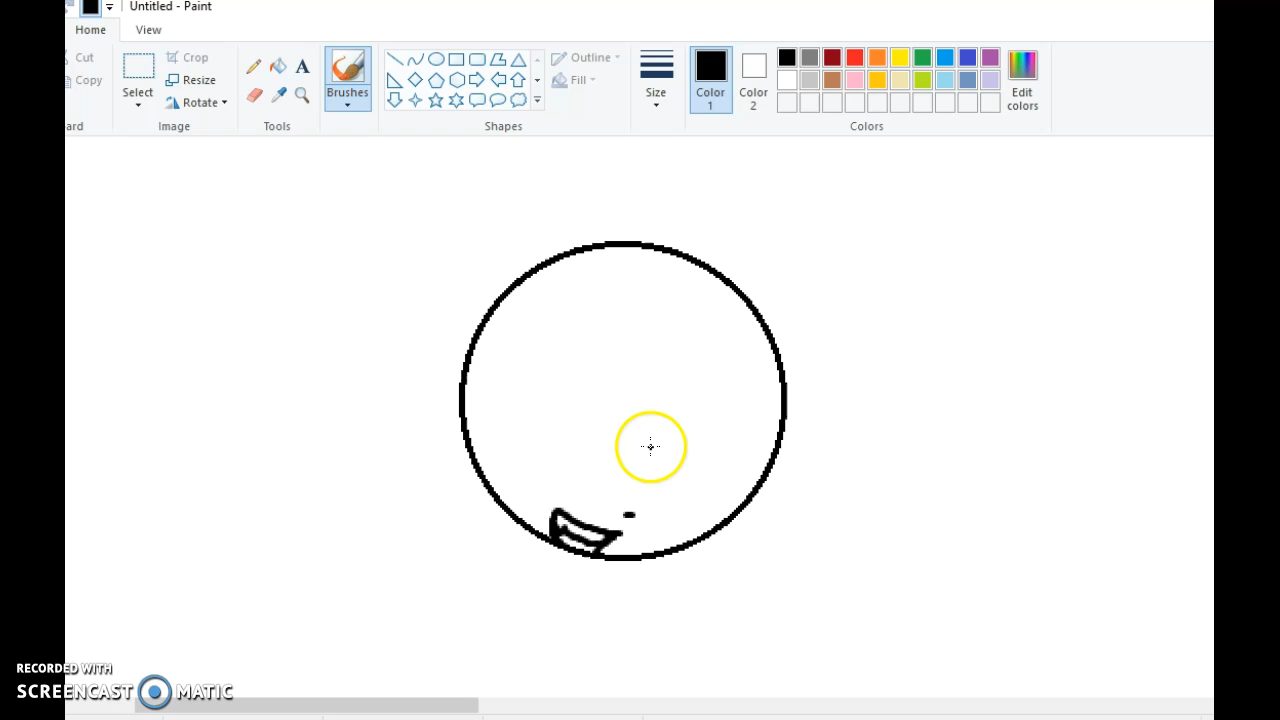 Untitled - Paint
Home View
Cut
Copy
Select
Crop
Resize
Rotate
Brushes
Outline
Fill
Size
Color 1
Color 2
Edit colors
ard
Image
Tools
Shapes
Colors
RECORDED WITH
SCREENCAST MATIC